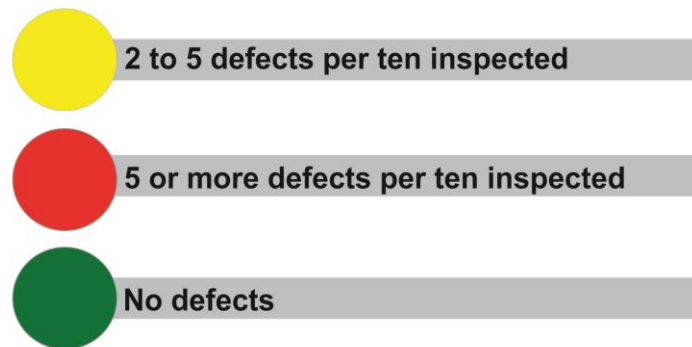 2 to 5 defects per ten inspected
5 or more defects per ten inspected
No defects